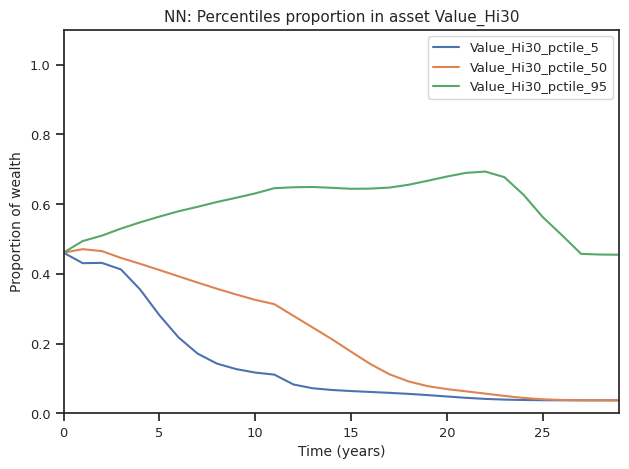 NN: Percentiles proportion in asset Value_Hi30
Value_Hi30_pctile_5
Value_Hi30_pctile_50
Value_Hi30_pctile_95
Proportion of wealth
1.0
0.8
0.6
0.4
0.2
0.0
0 5 10 15 20 25
Time (years)